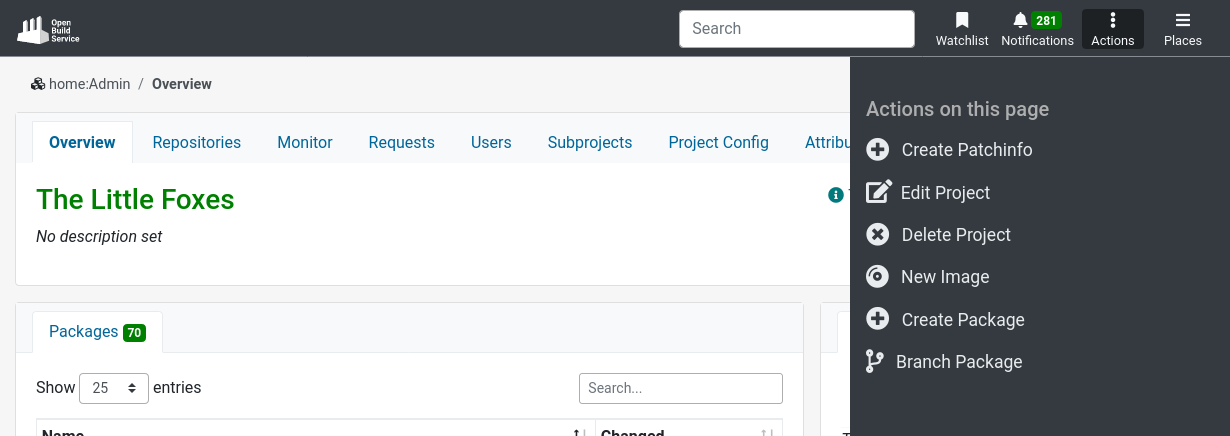 Open
Build
Service
Search
Watchlist
Notifications 281
Actions
Places
home:Admin / Overview
Overview Repositories Monitor Requests Users Subprojects Project Config Attribu
The Little Foxes
No description set
Packages 70
Show 25 entries
Search...
Name Changed
Actions on this page
Create Patchinfo
Edit Project
Delete Project
New Image
Create Package
Branch Package